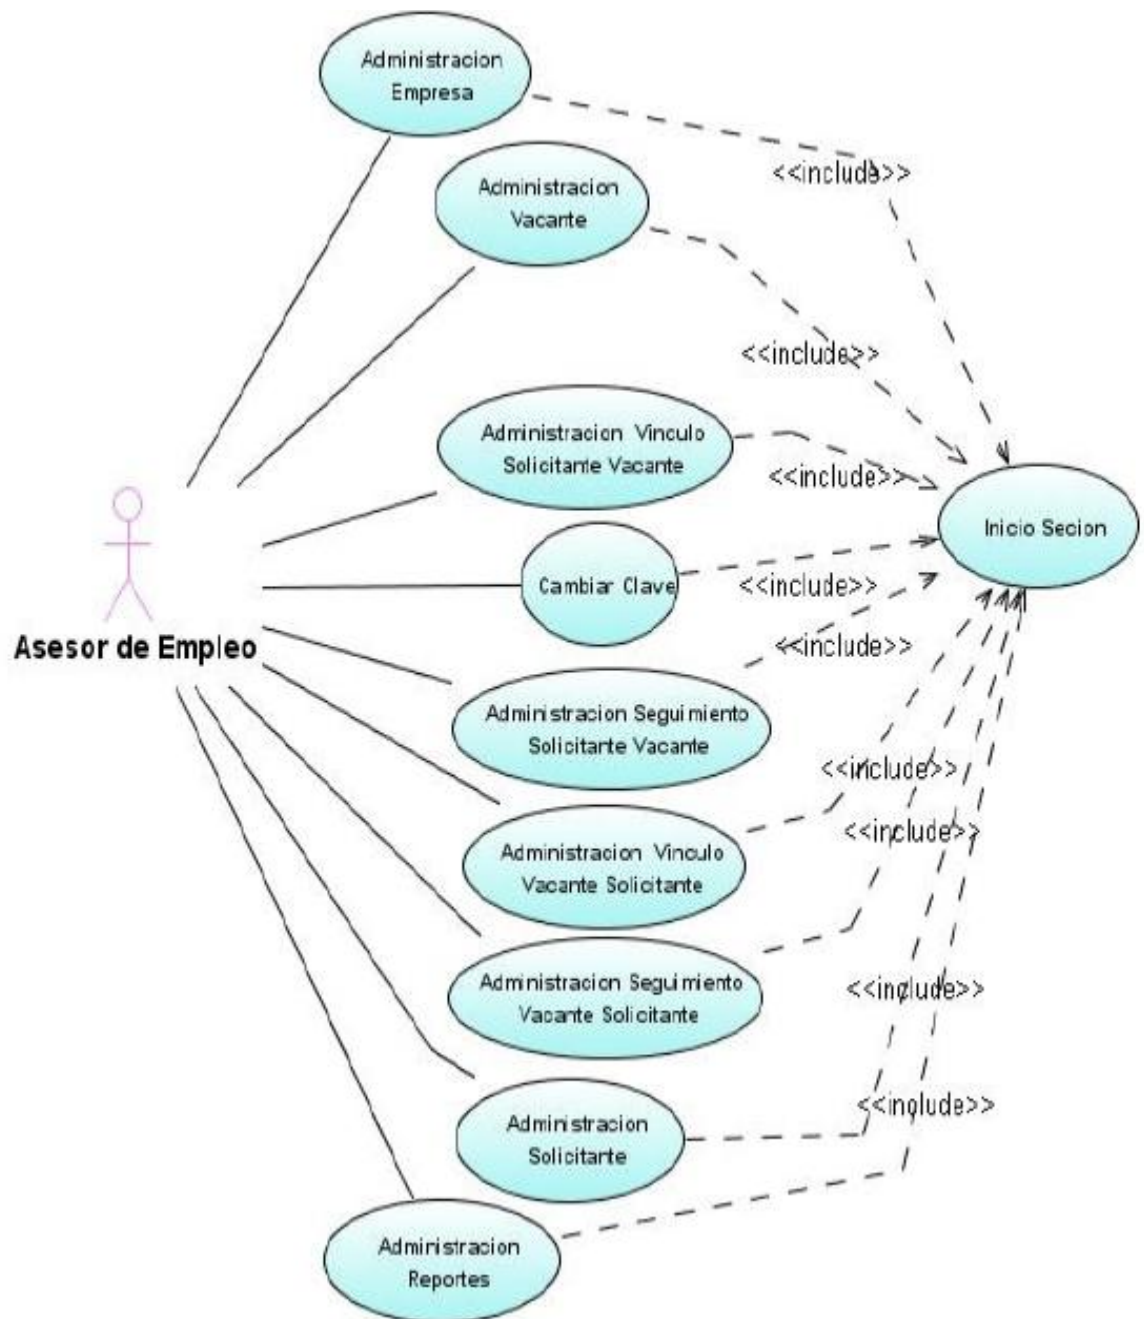 Administracion
Empresa
<<include>>
Administracion
Vacante
<<include>>
Administracion Vinculo
Solicitante Vacante
<<include>>
Inicio Secion
Cambiar Clave
<<include>>
Asesor de Empleo
<<include>>
Administracion Seguimiento
Solicitante Vacante
<<include>>
Administracion Vinculo
Vacante Solicitante
<<include>>
Administracion Seguimiento
Vacante Solicitante
<<include>>
Administracion
Solicitante
<<include>>
Administracion
Reportes